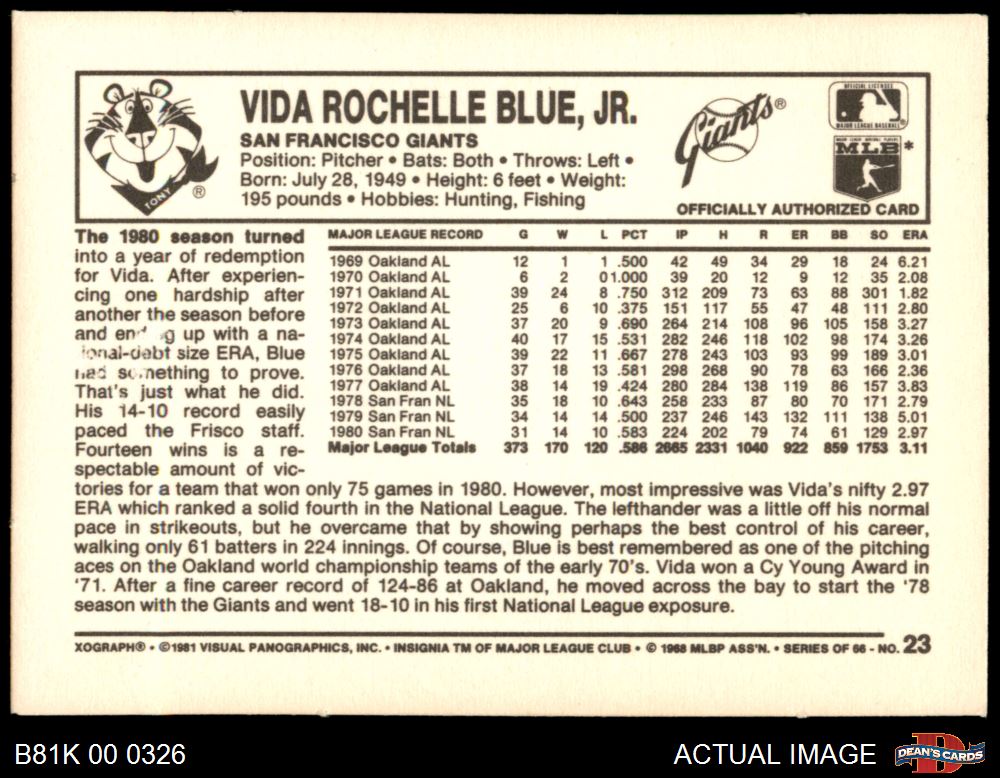 VIDA ROCHELLE BLUE, JR.
SAN FRANCISCO GIANTS
Position: Pitcher • Bats: Both • Throws: Left •
Born: July 28, 1949 • Height: 6 feet • Weight:
195 pounds • Hobbies: Hunting, Fishing
TONY
®
Giants®
OFFICIAL LICENSEE
MAJOR LEAGUE BASEBALL®
MLB*
OFFICIALLY AUTHORIZED CARD
The 1980 season turned
into a year of redemption
for Vida. After experien-
cing one hardship after
another the season before
and up with a na-
size ERA, Blue
something to prove.
That's just what he did.
His 14-10 record easily
paced the Frisco staff.
Fourteen wins is a re-
spectable amount of vic-
MAJOR LEAGUE RECORD G W L PCT IP H R ER BB SO ERA
1969 Oakland AL 12 1 1 .500 42 49 34 29 18 24 6.21
1970 Oakland AL 6 2 0 1.000 39 20 12 9 12 35 2.08
1971 Oakland AL 39 24 8 .750 312 209 73 63 88 301 1.82
1972 Oakland AL 25 6 10 .375 151 117 55 47 48 111 2.80
1973 Oakland AL 37 20 9 .690 264 214 108 96 105 158 3.27
1974 Oakland AL 40 17 15 .531 282 246 118 102 98 174 3.26
1975 Oakland AL 39 22 11 .667 278 243 103 93 99 189 3.01
1976 Oakland AL 37 18 13 .581 298 268 90 78 63 166 2.36
1977 Oakland AL 38 14 19 .424 280 284 138 119 86 157 3.83
1978 San Fran NL 35 18 10 .643 258 233 87 80 70 171 2.79
1979 San Fran NL 34 14 14 .500 237 246 143 132 111 138 5.01
1980 San Fran NL 31 14 10 .583 224 202 79 74 61 129 2.97
Major League Totals 373 170 120 .586 2665 2331 1040 922 859 1753 3.11
tories for a team that won only 75 games in 1980. However, most impressive was Vida's nifty 2.97
ERA which ranked a solid fourth in the National League. The lefthander was a little off his normal
pace in strikeouts, but he overcame that by showing perhaps the best control of his career,
walking only 61 batters in 224 innings. Of course, Blue is best remembered as one of the pitching
aces on the Oakland world championship teams of the early 70's. Vida won a Cy Young Award in
'71. After a fine career record of 124-86 at Oakland, he moved across the bay to start the '78
season with the Giants and went 18-10 in his first National League exposure.
XOGRAPH® • ©1981 VISUAL PANOGRAPHICS, INC. • INSIGNIA TM OF MAJOR LEAGUE CLUB • © 1968 MLBP ASS'N. • SERIES OF 66 - NO. 23
B81K 00 0326
ACTUAL IMAGE
DEAN'S CARDS